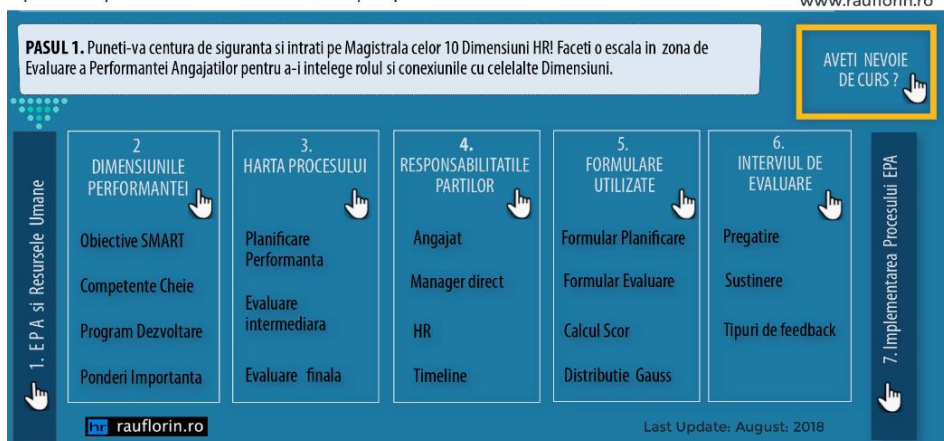 www.rauflorin.ro
PASUL 1. Puneti-va centura de siguranta si intrati pe Magistrala celor 10 Dimensiuni HR! Faceti o escala in zona de
Evaluare a Performantei Angajatilor pentru a-i intelege rolul si conexiunile cu celelalte Dimensiuni.
AVETI NEVOIE
DE CURS ?
1. E P A si Resursele Umane
2
DIMENSIUNILE
PERFORMANTEI
Obiective SMART
Competente Cheie
Program Dezvoltare
Ponderi Importanta
3.
HARTA PROCESULUI
Planificare
Performanta
Evaluare
intermediara
Evaluare finala
4.
RESPONSABILITATILE
PARTILOR
Angajat
Manager direct
HR
Timeline
5.
FORMULARE
UTILIZATE
Formular Planificare
Formular Evaluare
Calcul Scor
Distributie Gauss
6.
INTERVIUL DE
EVALUARE
Pregatire
Sustinere
Tipuri de feedback
7. Implementarea Procesului EPA
hr rauflorin.ro
Last Update: August: 2018